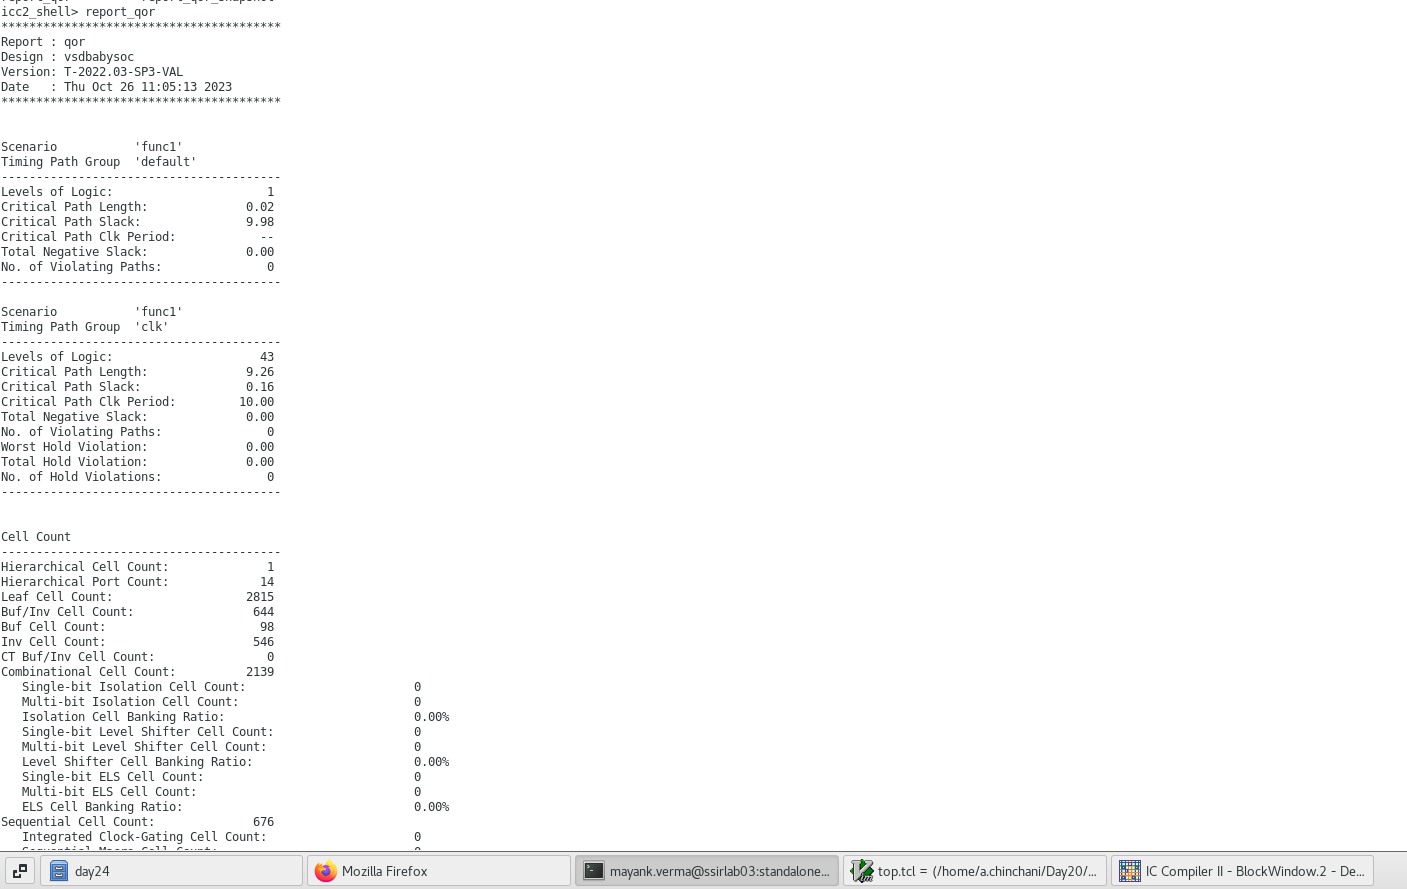 icc2_shell> report_qor
****************************************
Report : qor
Design : vsdbabysoc
Version: T-2022.03-SP3-VAL
Date   : Thu Oct 26 11:05:13 2023
****************************************
Scenario           'func1'
Timing Path Group  'default'
----------------------------------------
Levels of Logic:                      1
Critical Path Length:              0.02
Critical Path Slack:               9.98
Critical Path Clk Period:            --
Total Negative Slack:              0.00
No. of Violating Paths:               0
----------------------------------------
Scenario           'func1'
Timing Path Group  'clk'
----------------------------------------
Levels of Logic:                     43
Critical Path Length:              9.26
Critical Path Slack:               0.16
Critical Path Clk Period:         10.00
Total Negative Slack:              0.00
No. of Violating Paths:               0
Worst Hold Violation:              0.00
Total Hold Violation:              0.00
No. of Hold Violations:               0
----------------------------------------
Cell Count
----------------------------------------
Hierarchical Cell Count:              1
Hierarchical Port Count:             14
Leaf Cell Count:                   2815
Buf/Inv Cell Count:                 644
Buf Cell Count:                      98
Inv Cell Count:                     546
CT Buf/Inv Cell Count:                0
Combinational Cell Count:          2139
   Single-bit Isolation Cell Count:                        0
   Multi-bit Isolation Cell Count:                         0
   Isolation Cell Banking Ratio:                           0.00%
   Single-bit Level Shifter Cell Count:                    0
   Multi-bit Level Shifter Cell Count:                     0
   Level Shifter Cell Banking Ratio:                       0.00%
   Single-bit ELS Cell Count:                              0
   Multi-bit ELS Cell Count:                               0
   ELS Cell Banking Ratio:                                 0.00%
Sequential Cell Count:              676
   Integrated Clock-Gating Cell Count:                     0
day24
Mozilla Firefox
mayank.verma@ssirlab03:standalone...
top.tcl = (/home/a.chinchani/Day20/...
IC Compiler II - BlockWindow.2 - De...